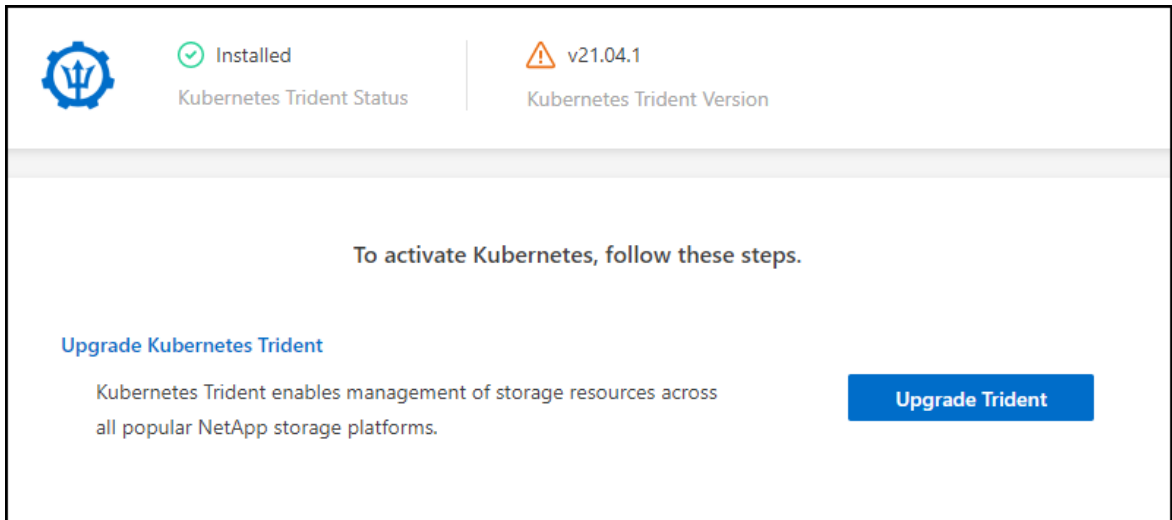 Installed
Kubernetes Trident Status
v21.04.1
Kubernetes Trident Version
To activate Kubernetes, follow these steps.
Upgrade Kubernetes Trident
Kubernetes Trident enables management of storage resources across
all popular NetApp storage platforms.
Upgrade Trident